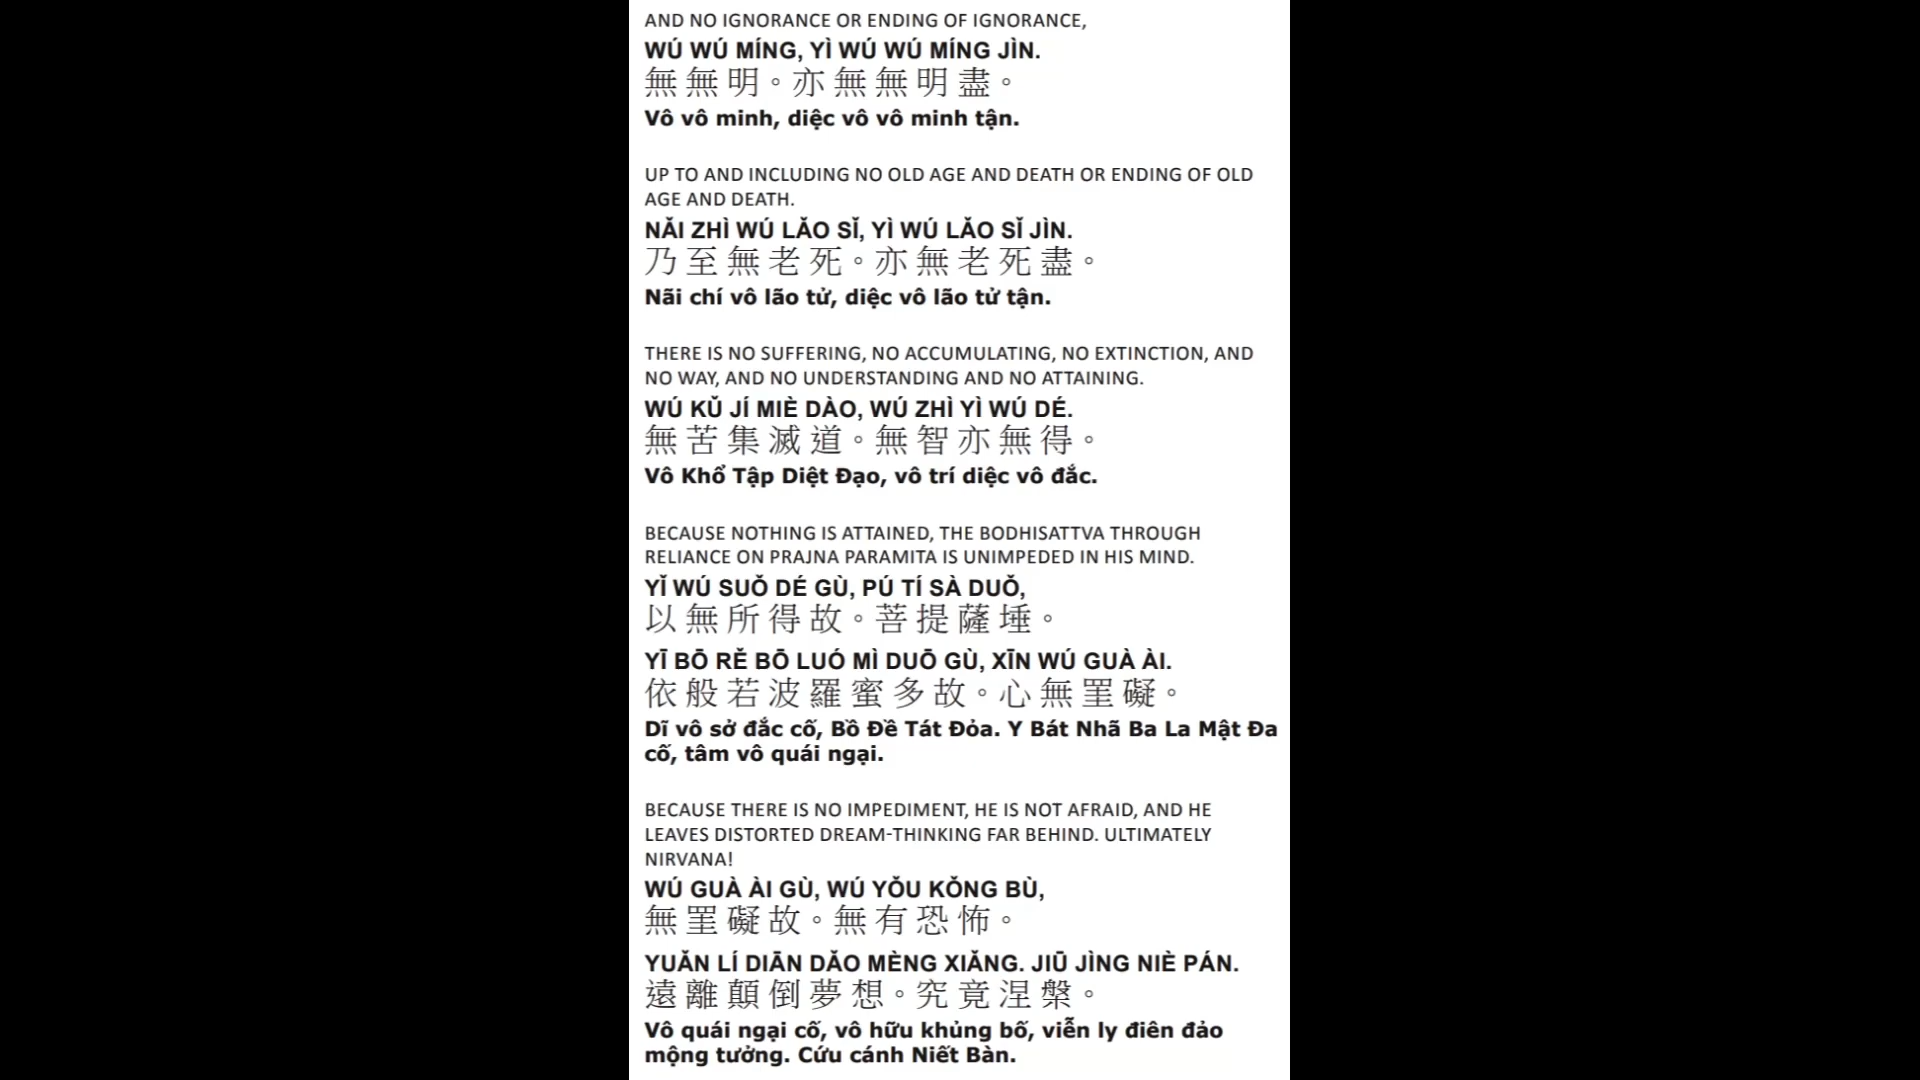 AND NO IGNORANCE OR ENDING OF IGNORANCE,
WÚ WÚ MÍNG, YÌ WÚ WÚ MÍNG JÌN.
無無明。亦無無明盡。
Vô vô minh, diệc vô vô minh tận.
UP TO AND INCLUDING NO OLD AGE AND DEATH OR ENDING OF OLD
AGE AND DEATH.
NǍI ZHÌ WÚ LǍO SǏ, YÌ WÚ LǍO SǏ JÌN.
乃至無老死。亦無老死盡。
Nãi chí vô lão tử, diệc vô lão tử tận.
THERE IS NO SUFFERING, NO ACCUMULATING, NO EXTINCTION, AND
NO WAY, AND NO UNDERSTANDING AND NO ATTAINING.
WÚ KǓ JÍ MIÈ DÀO, WÚ ZHÌ YÌ WÚ DÉ.
無苦集滅道。無智亦無得。
Vô Khổ Tập Diệt Đạo, vô trí diệc vô đắc.
BECAUSE NOTHING IS ATTAINED, THE BODHISATTVA THROUGH
RELIANCE ON PRAJNA PARAMITA IS UNIMPEDED IN HIS MIND.
YǏ WÚ SUǑ DÉ GÙ, PÚ TÍ SÀ DUǑ,
以無所得故。菩提薩埵。
YĪ BŌ RĚ BŌ LUÓ MÌ DUŌ GÙ, XĪN WÚ GUÀ ÀI.
依般若波羅蜜多故。心無罣礙。
Dĩ vô sở đắc cố, Bồ Đề Tát Đỏa. Y Bát Nhã Ba La Mật Đa
cố, tâm vô quái ngại.
BECAUSE THERE IS NO IMPEDIMENT, HE IS NOT AFRAID, AND HE
LEAVES DISTORTED DREAM-THINKING FAR BEHIND. ULTIMATELY
NIRVANA!
WÚ GUÀ ÀI GÙ, WÚ YǑU KǑNG BÙ,
無罣礙故。無有恐怖。
YUǍN LÍ DIĀN DǍO MÈNG XIǍNG. JIŪ JÌNG NIÈ PÁN.
遠離顛倒夢想。究竟涅槃。
Vô quái ngại cố, vô hữu khủng bố, viễn ly điên đảo
mộng tưởng. Cứu cánh Niết Bàn.